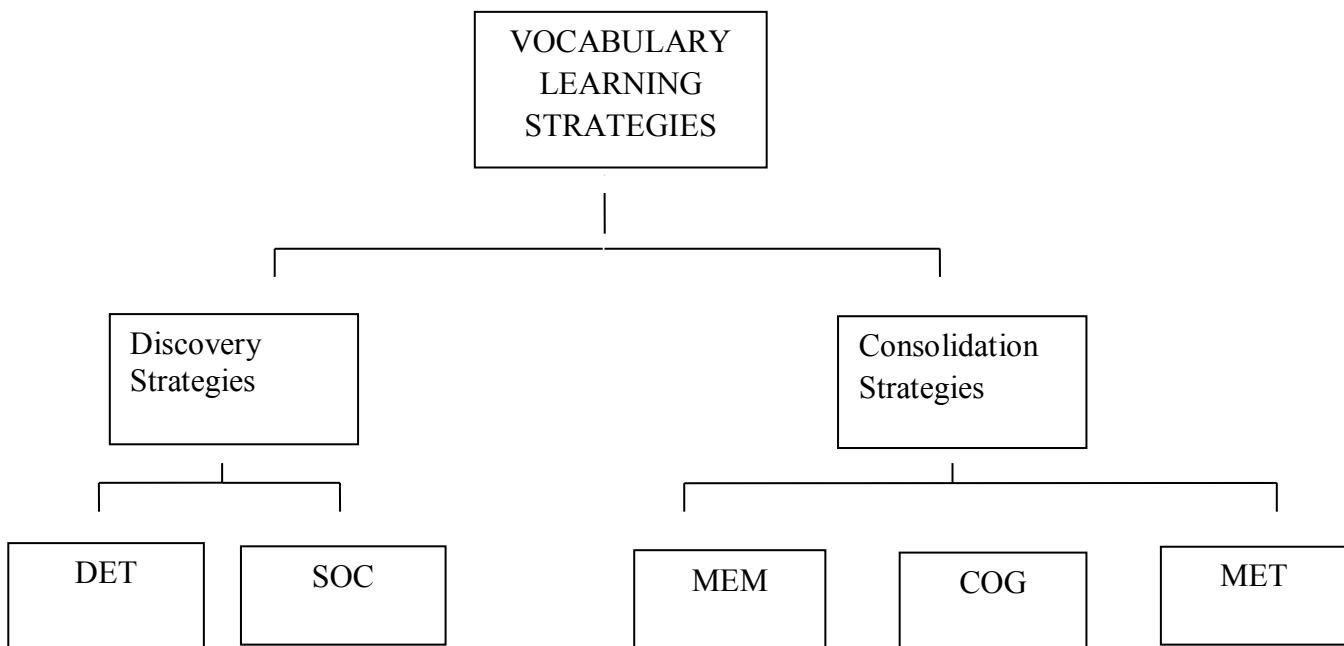 VOCABULARY
LEARNING
STRATEGIES
Discovery
Strategies
Consolidation
Strategies
DET
SOC
MEM
COG
MET